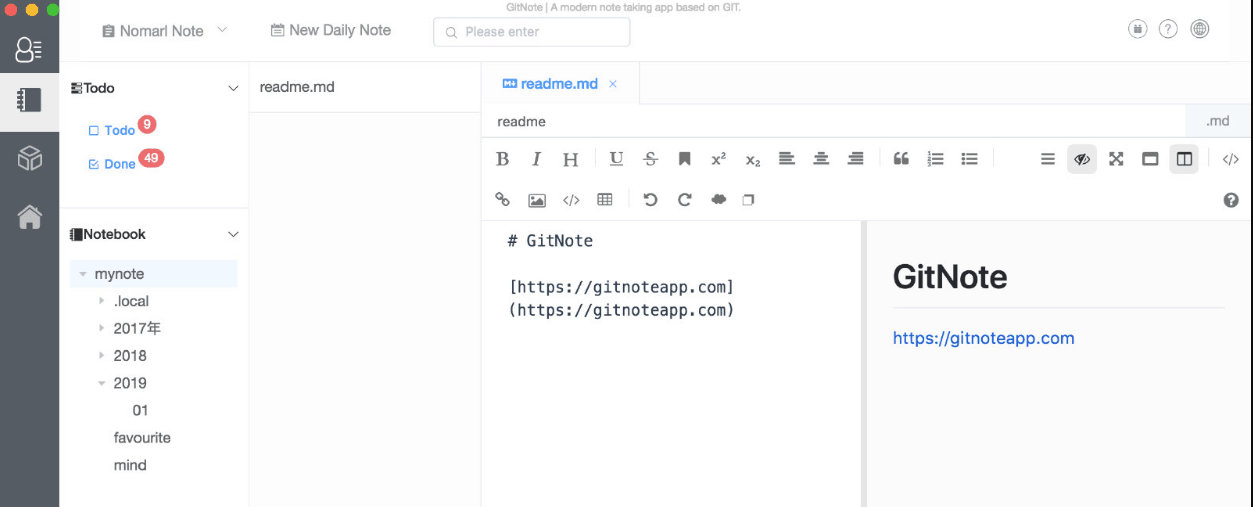 GitNote | A modern note taking app based on GIT.
Nomarl Note
New Daily Note
Please enter
Todo
Todo 9
Done 49
Notebook
mynote
.local
2017年
2018
2019
01
favourite
mind
readme.md
readme.md
readme
.md
# GitNote
[https://gitnoteapp.com]
(https://gitnoteapp.com)
GitNote
https://gitnoteapp.com